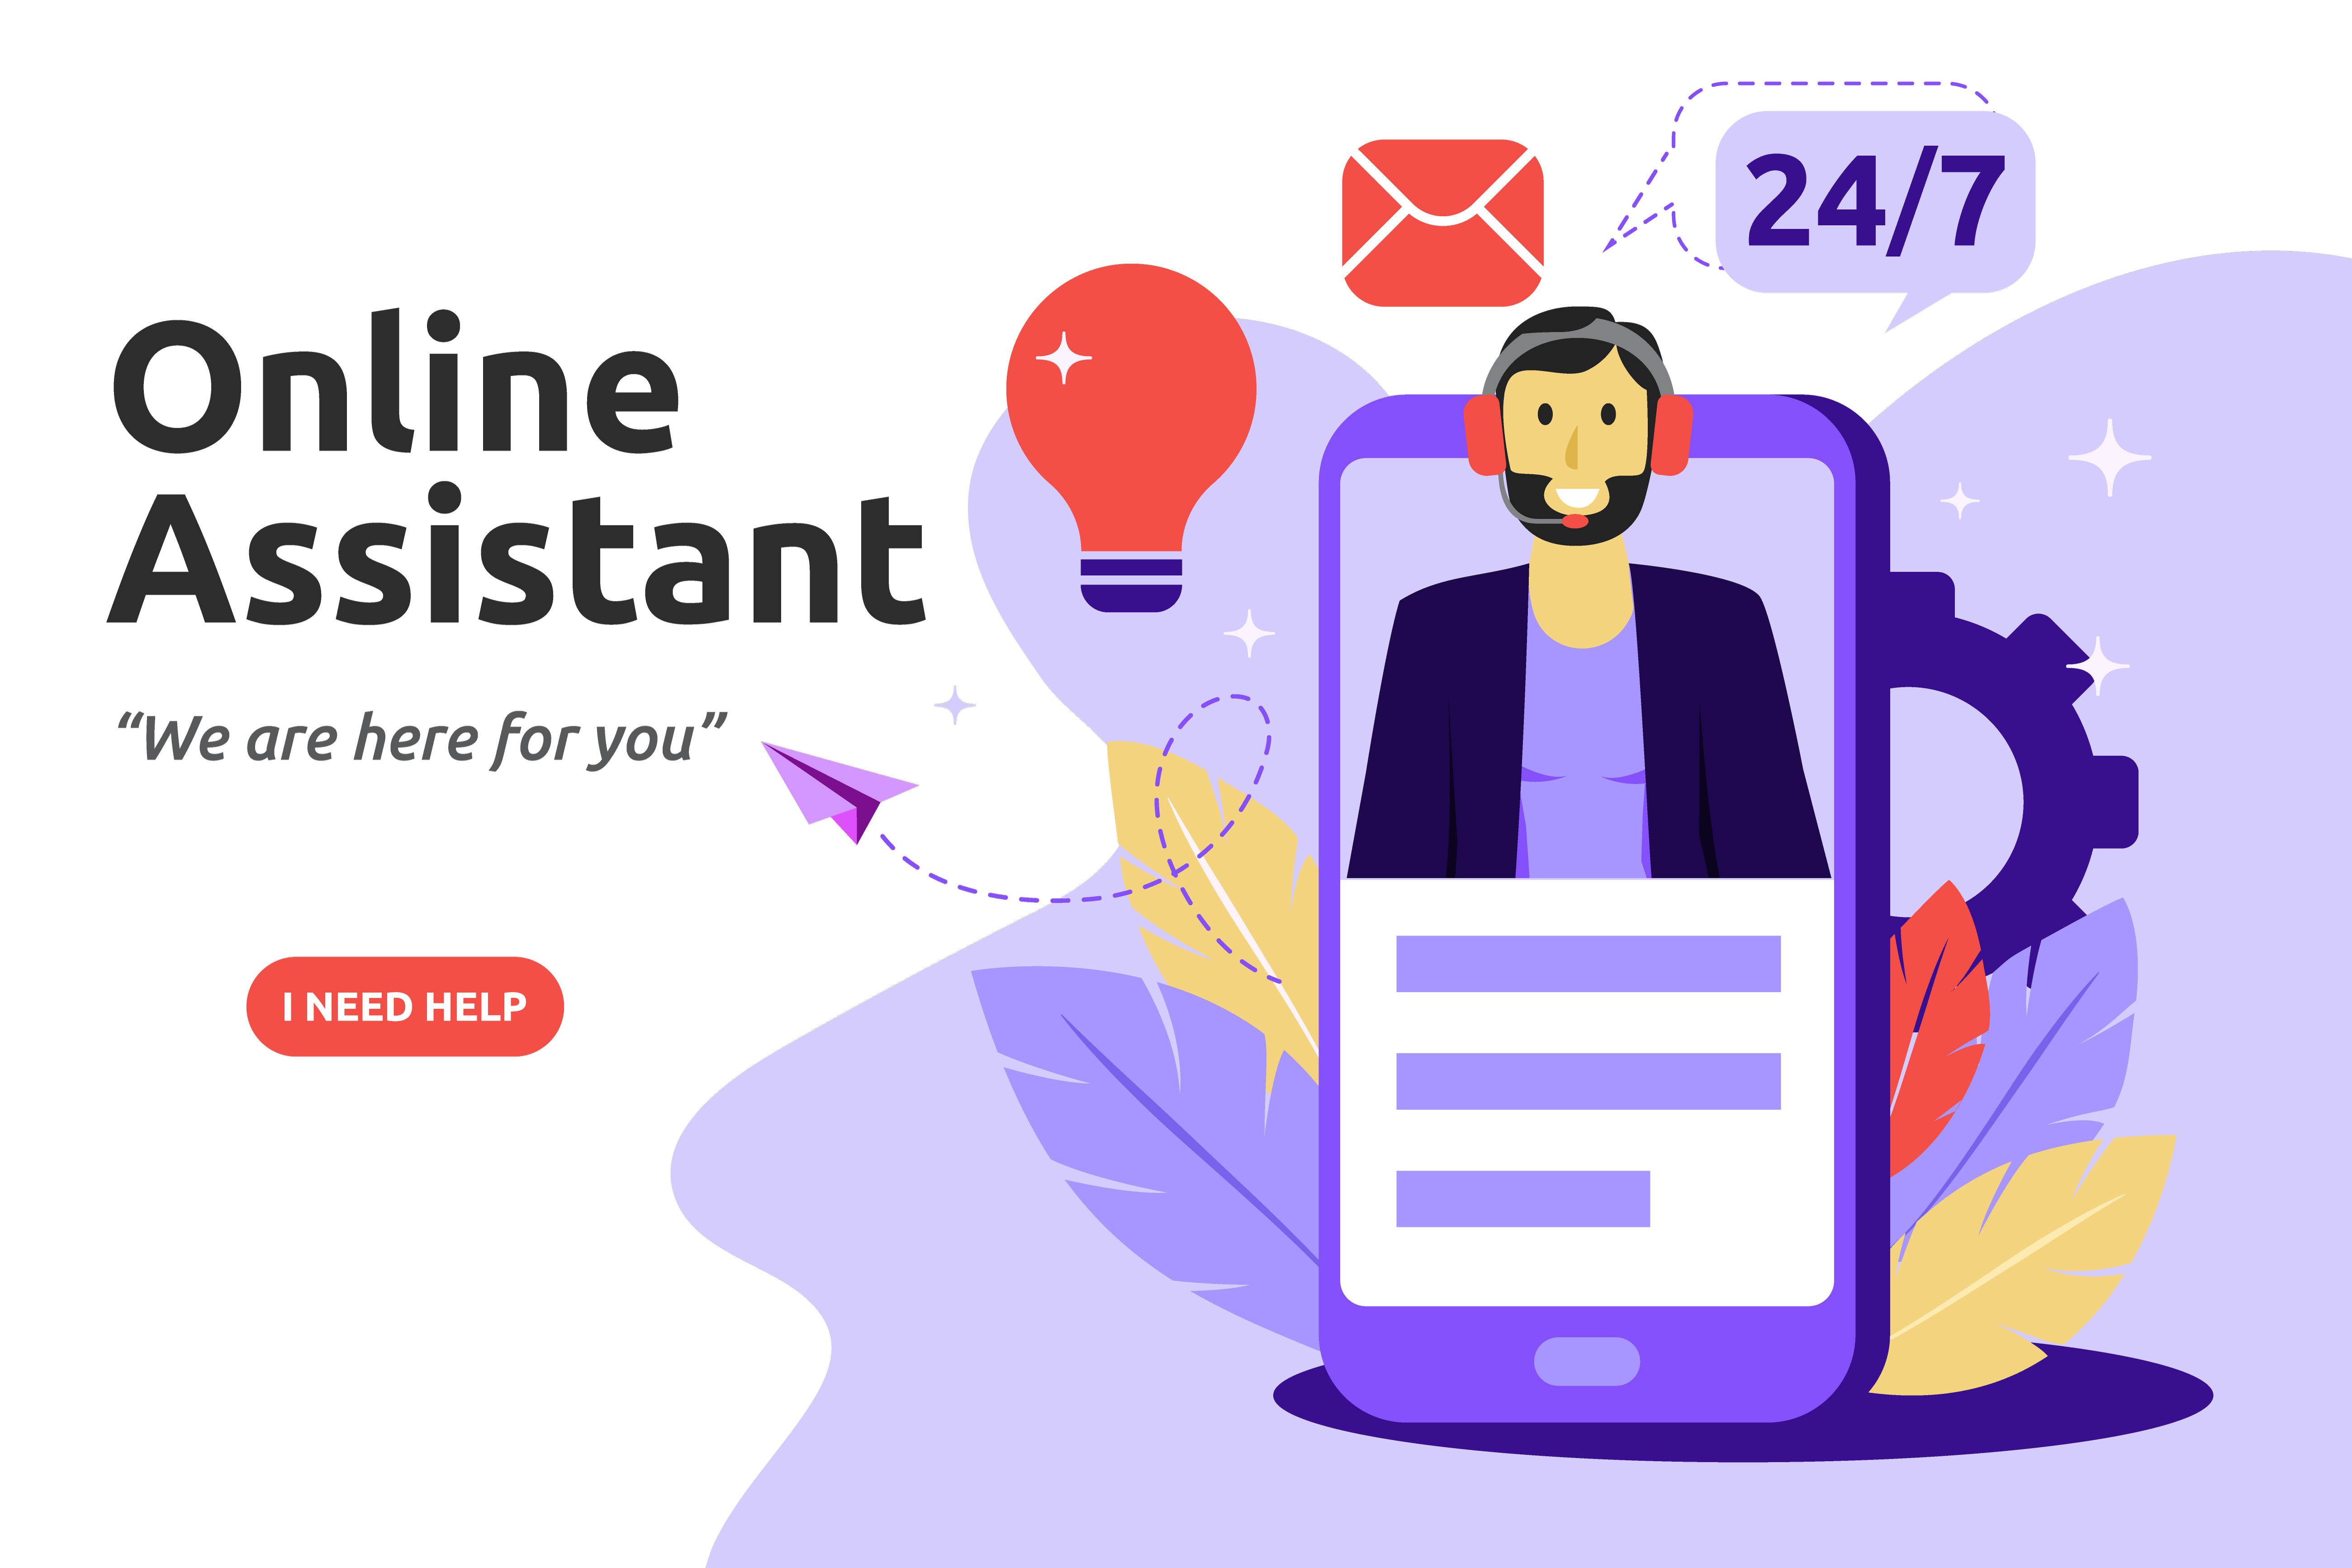 Online
Assistant
“We are here for you”
I NEED HELP
24/7